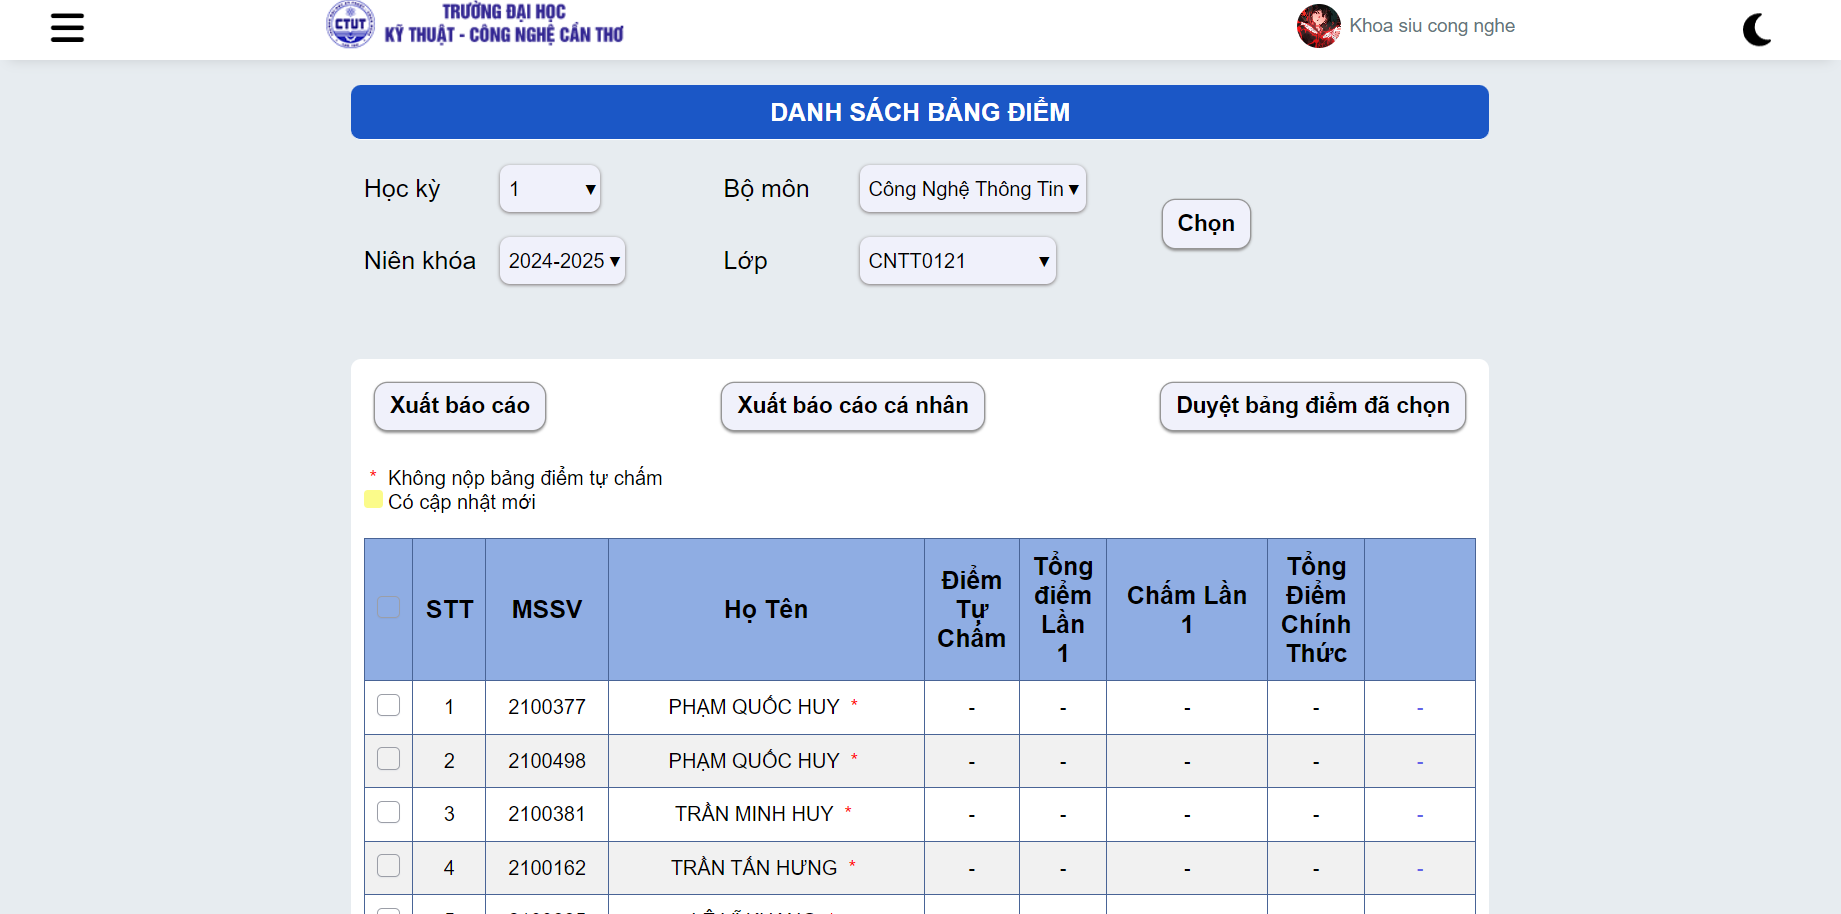 TRƯỜNG ĐẠI HỌC
CTUT KỸ THUẬT - CÔNG NGHỆ CẦN THƠ
Khoa siu cong nghe
DANH SÁCH BẢNG ĐIỂM
Học kỳ 1 Bộ môn Công Nghệ Thông Tin
Chọn
Niên khóa 2024-2025 Lớp CNTT0121
Xuất báo cáo Xuất báo cáo cá nhân Duyệt bảng điểm đã chọn
* Không nộp bảng điểm tự chấm
Có cập nhật mới
STT MSSV Họ Tên Điểm Tự Chấm Tổng điểm Lần 1 Chấm Lần 1 Tổng Điểm Chính Thức
1 2100377 PHẠM QUỐC HUY * - - - - -
2 2100498 PHẠM QUỐC HUY * - - - - -
3 2100381 TRẦN MINH HUY * - - - - -
4 2100162 TRẦN TẤN HƯNG * - - - - -